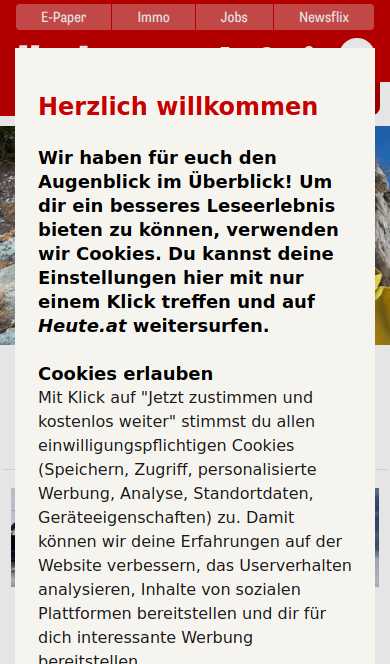 E-Paper Immo Jobs Newsflix
Herzlich willkommen
Wir haben für euch den
Augenblick im Überblick! Um
dir ein besseres Leseerlebnis
bieten zu können, verwenden
wir Cookies. Du kannst deine
Einstellungen hier mit nur
einem Klick treffen und auf
Heute.at weitersurfen.
Cookies erlauben
Mit Klick auf "Jetzt zustimmen und
kostenlos weiter" stimmst du allen
einwilligungspflichtigen Cookies
(Speichern, Zugriff, personalisierte
Werbung, Analyse, Standortdaten,
Geräteeigenschaften) zu. Damit
können wir deine Erfahrungen auf der
Website verbessern, das Userverhalten
analysieren, Inhalte von sozialen
Plattformen bereitstellen und dir für
dich interessante Werbung
bereitstellen